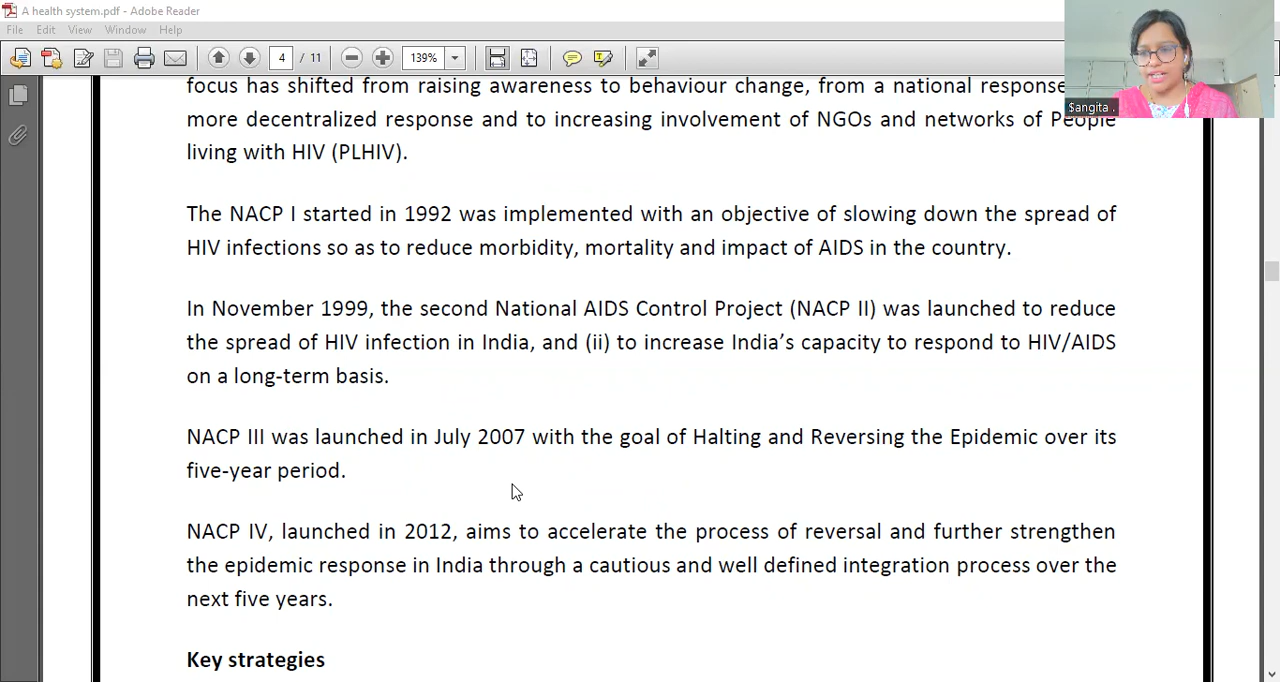 A health system.pdf - Adobe Reader
File Edit View Window Help
4 / 11 139%
Sangita .
focus has shifted from raising awareness to behaviour change, from a national response
more decentralized response and to increasing involvement of NGOs and networks of People
living with HIV (PLHIV).
The NACP I started in 1992 was implemented with an objective of slowing down the spread of
HIV infections so as to reduce morbidity, mortality and impact of AIDS in the country.
In November 1999, the second National AIDS Control Project (NACP II) was launched to reduce
the spread of HIV infection in India, and (ii) to increase India’s capacity to respond to HIV/AIDS
on a long-term basis.
NACP III was launched in July 2007 with the goal of Halting and Reversing the Epidemic over its
five-year period.
NACP IV, launched in 2012, aims to accelerate the process of reversal and further strengthen
the epidemic response in India through a cautious and well defined integration process over the
next five years.
Key strategies